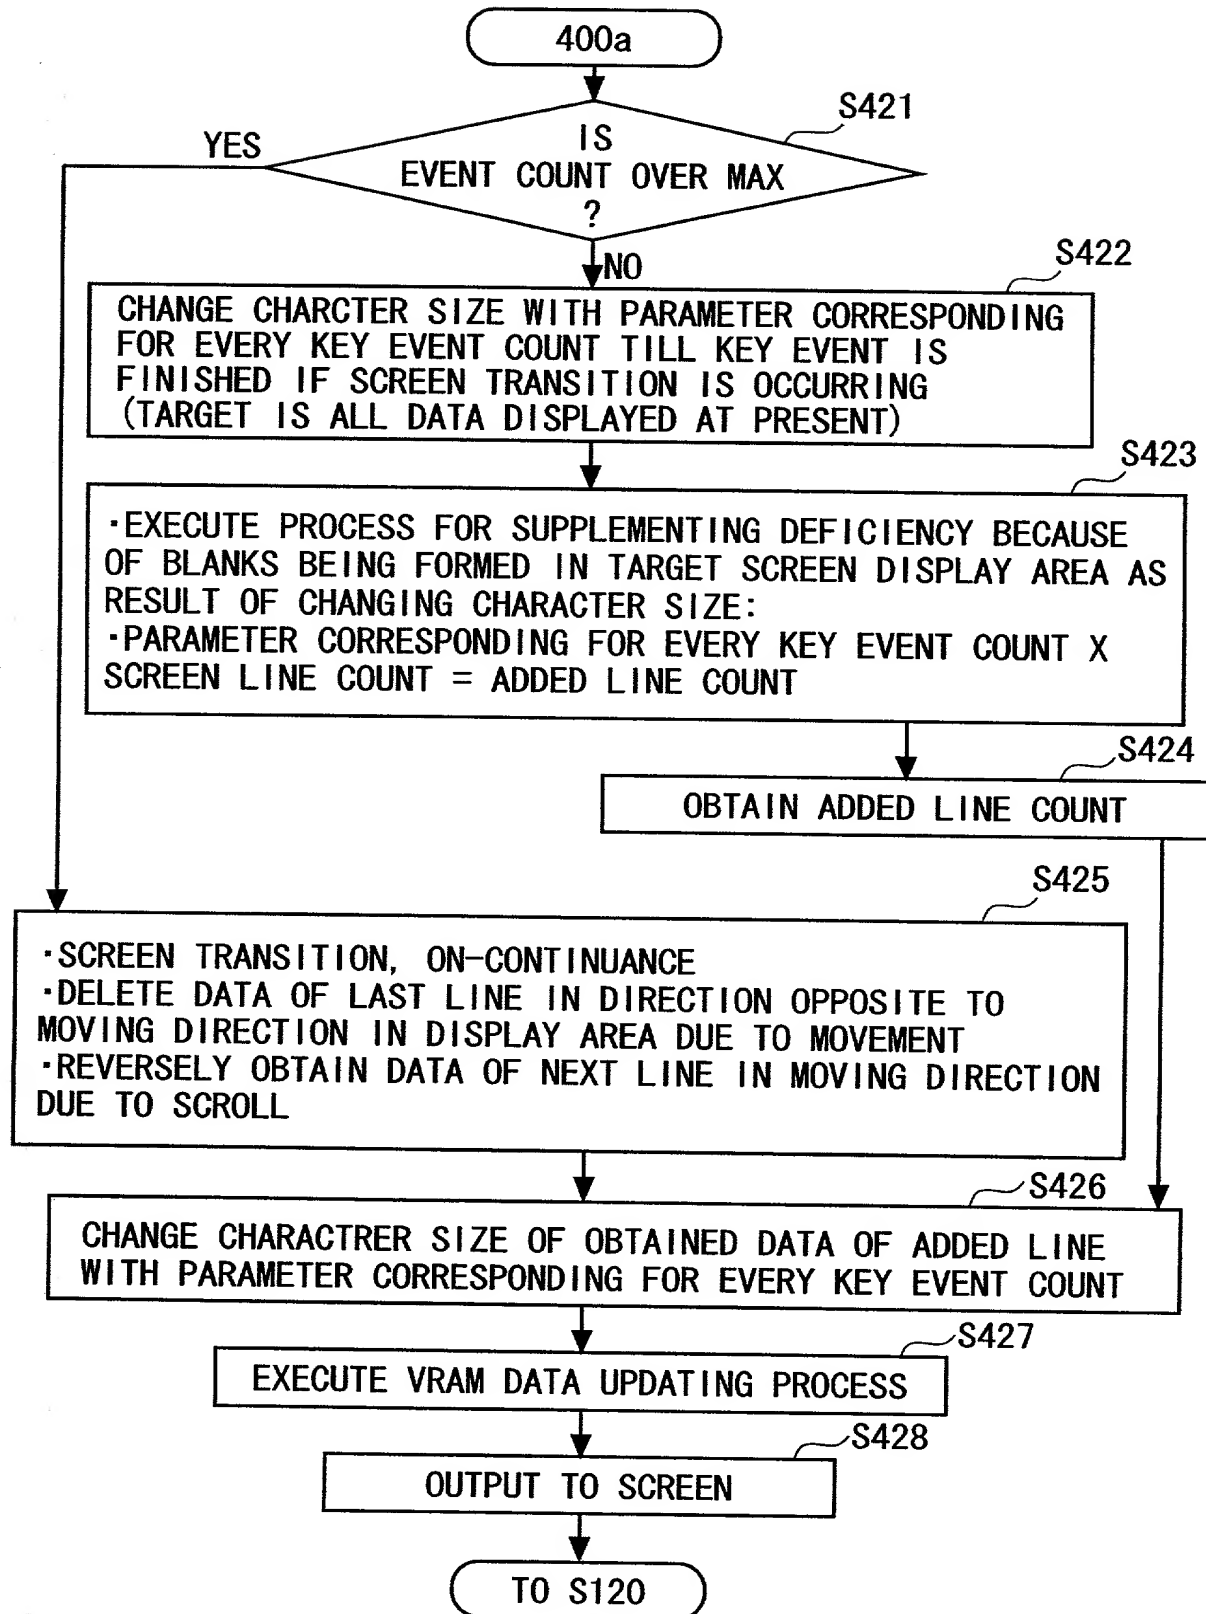 400a
S421
YES
IS
EVENT COUNT OVER MAX
?
NO
S422
CHANGE CHARCTER SIZE WITH PARAMETER CORRESPONDING
FOR EVERY KEY EVENT COUNT TILL KEY EVENT IS
FINISHED IF SCREEN TRANSITION IS OCCURRING
(TARGET IS ALL DATA DISPLAYED AT PRESENT)
S423
·EXECUTE PROCESS FOR SUPPLEMENTING DEFICIENCY BECAUSE
OF BLANKS BEING FORMED IN TARGET SCREEN DISPLAY AREA AS
RESULT OF CHANGING CHARACTER SIZE:
·PARAMETER CORRESPONDING FOR EVERY KEY EVENT COUNT X
SCREEN LINE COUNT = ADDED LINE COUNT
S424
OBTAIN ADDED LINE COUNT
S425
·SCREEN TRANSITION, ON-CONTINUANCE
·DELETE DATA OF LAST LINE IN DIRECTION OPPOSITE TO
MOVING DIRECTION IN DISPLAY AREA DUE TO MOVEMENT
·REVERSELY OBTAIN DATA OF NEXT LINE IN MOVING DIRECTION
DUE TO SCROLL
S426
CHANGE CHARACTRER SIZE OF OBTAINED DATA OF ADDED LINE
WITH PARAMETER CORRESPONDING FOR EVERY KEY EVENT COUNT
S427
EXECUTE VRAM DATA UPDATING PROCESS
S428
OUTPUT TO SCREEN
TO S120